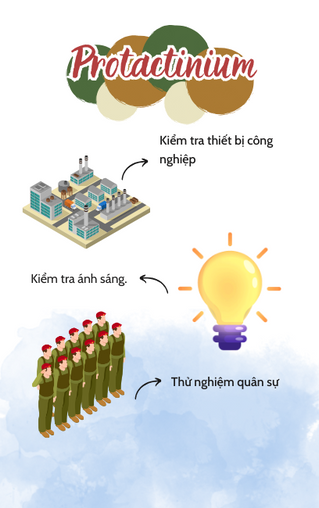 Protactinium
Kiểm tra thiết bị công
nghiệp
Kiểm tra ánh sáng.
Thử nghiệm quân sự